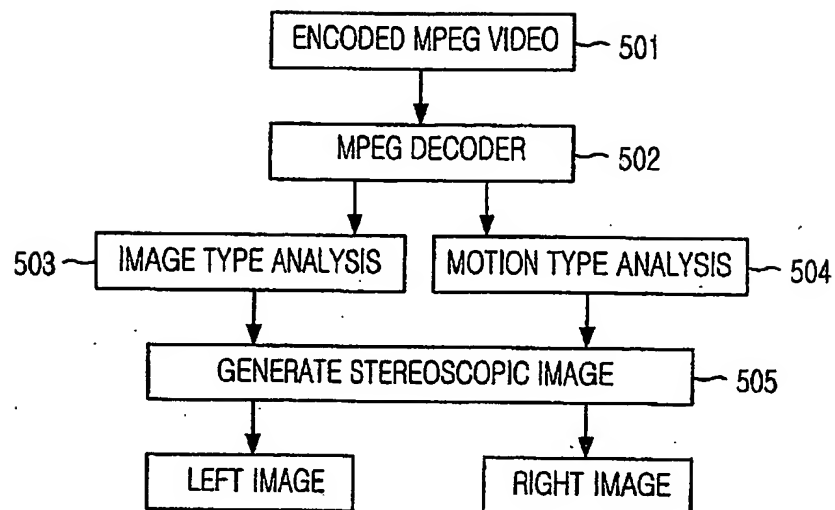 ENCODED MPEG VIDEO 501
MPEG DECODER 502
503 IMAGE TYPE ANALYSIS MOTION TYPE ANALYSIS 504
GENERATE STEREOSCOPIC IMAGE 505
LEFT IMAGE RIGHT IMAGE